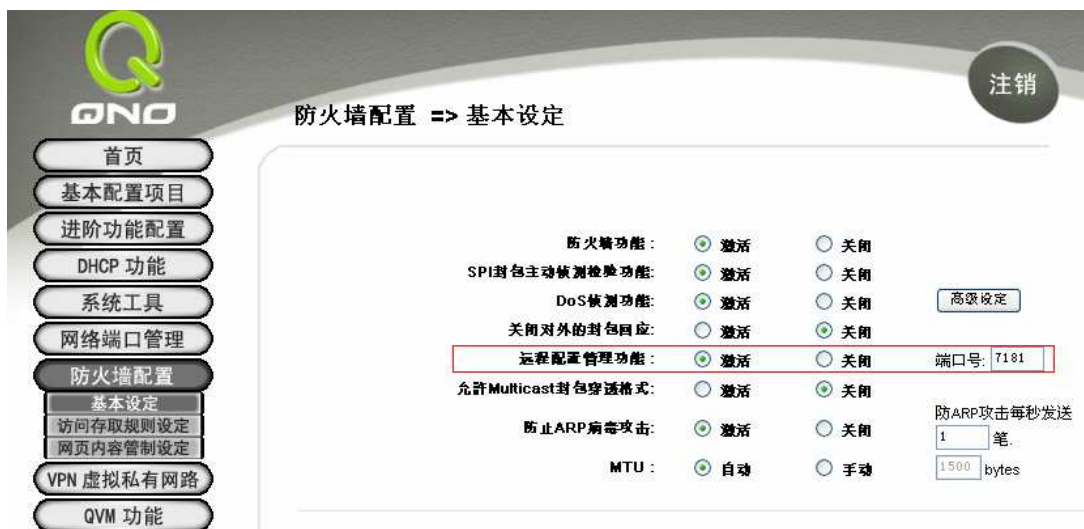 QNO
注销
防火墙配置 => 基本设定
首页
基本配置项目
进阶功能配置
DHCP 功能
系统工具
网络端口管理
防火墙配置
基本设定
访问存取规则设定
网页内容管制设定
VPN 虚拟私有网路
QVM 功能
防火墙功能: 激活 关闭
SPI封包主动侦测检验功能: 激活 关闭
DoS侦测功能: 激活 关闭 高级设定
关闭对外的封包回应: 激活 关闭
远程配置管理功能: 激活 关闭 端口号: 7181
允許Multicast封包穿透格式: 激活 关闭
防止ARP病毒攻击: 激活 关闭 防ARP攻击每秒发送
1 笔.
MTU: 自动 手动 1500 bytes